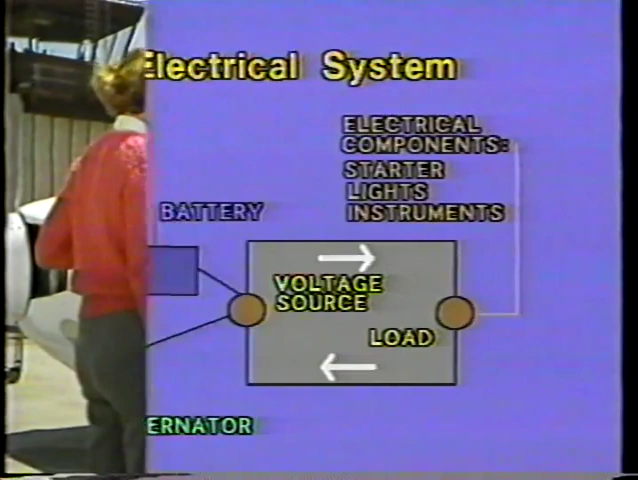 Electrical System
ELECTRICAL
COMPONENTS:
STARTER
LIGHTS
INSTRUMENTS
BATTERY
VOLTAGE
SOURCE
LOAD
ERNATOR